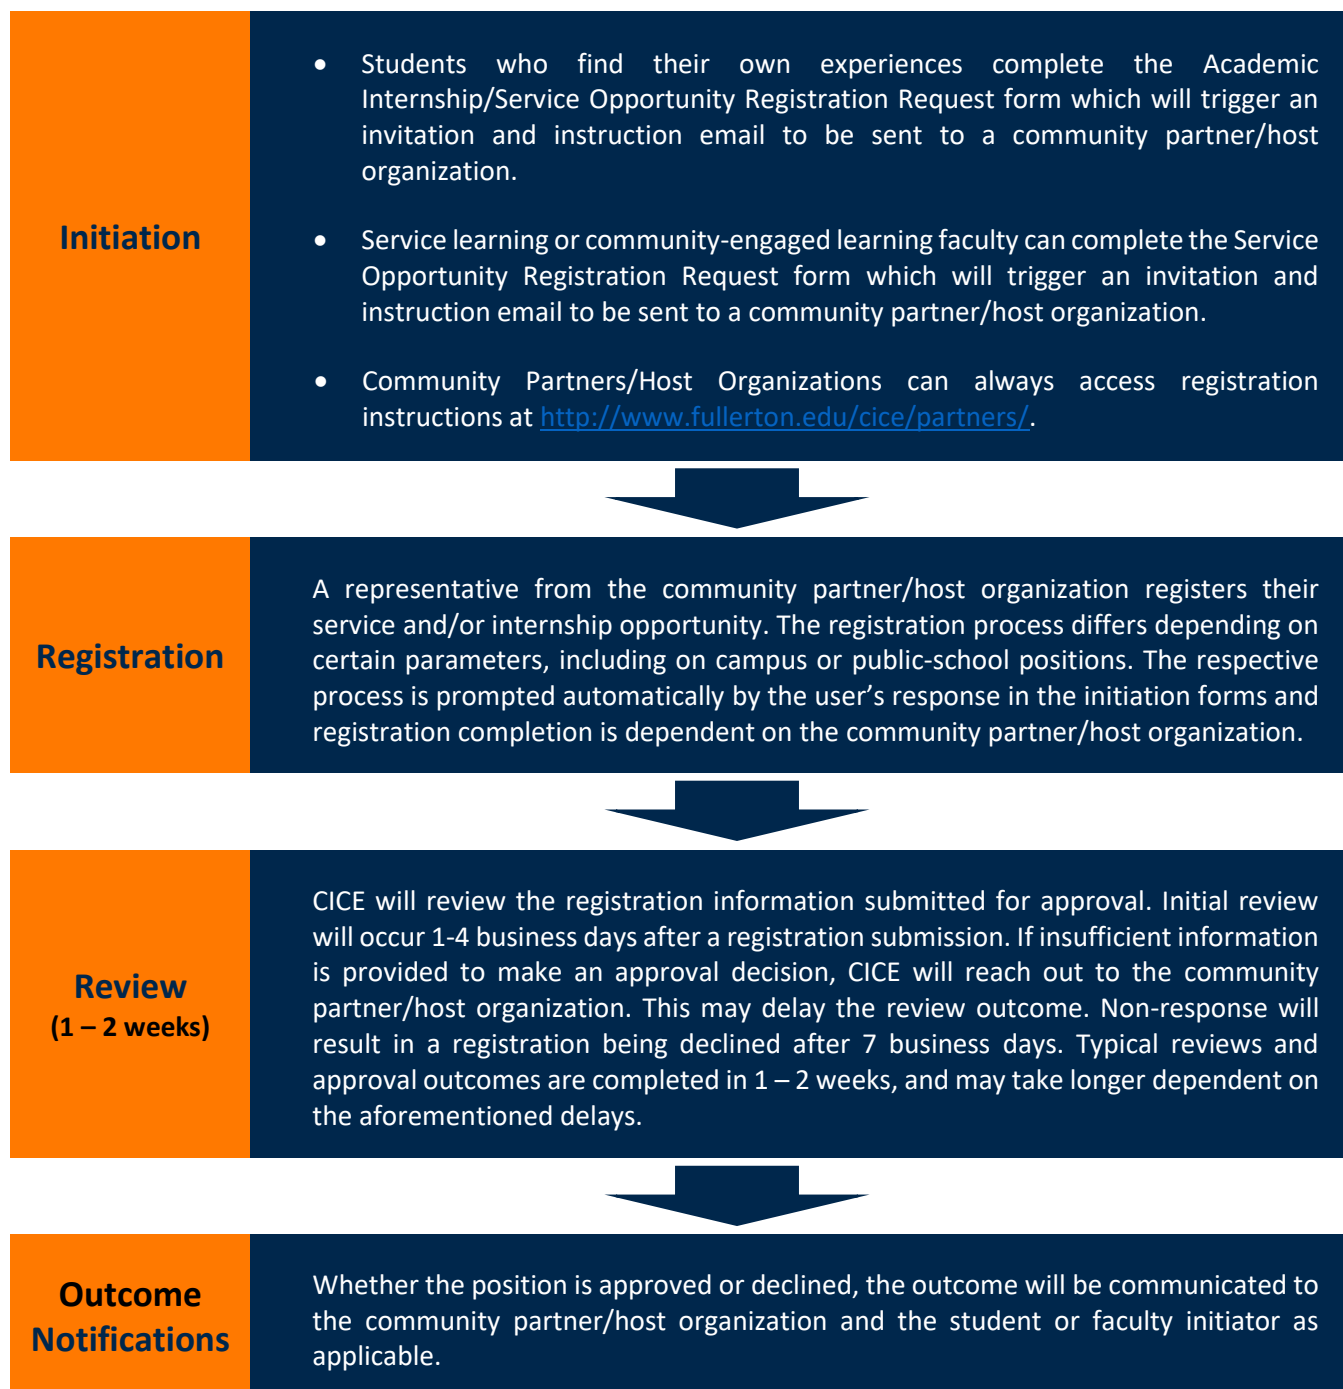 Initiation
• Students who find their own experiences complete the Academic
Internship/Service Opportunity Registration Request form which will trigger an
invitation and instruction email to be sent to a community partner/host
organization.
• Service learning or community-engaged learning faculty can complete the Service
Opportunity Registration Request form which will trigger an invitation and
instruction email to be sent to a community partner/host organization.
• Community Partners/Host Organizations can always access registration
instructions at http://www.fullerton.edu/cice/partners/.
Registration
A representative from the community partner/host organization registers their
service and/or internship opportunity. The registration process differs depending on
certain parameters, including on campus or public-school positions. The respective
process is prompted automatically by the user’s response in the initiation forms and
registration completion is dependent on the community partner/host organization.
Review
(1 – 2 weeks)
CICE will review the registration information submitted for approval. Initial review
will occur 1-4 business days after a registration submission. If insufficient information
is provided to make an approval decision, CICE will reach out to the community
partner/host organization. This may delay the review outcome. Non-response will
result in a registration being declined after 7 business days. Typical reviews and
approval outcomes are completed in 1 – 2 weeks, and may take longer dependent on
the aforementioned delays.
Outcome
Notifications
Whether the position is approved or declined, the outcome will be communicated to
the community partner/host organization and the student or faculty initiator as
applicable.